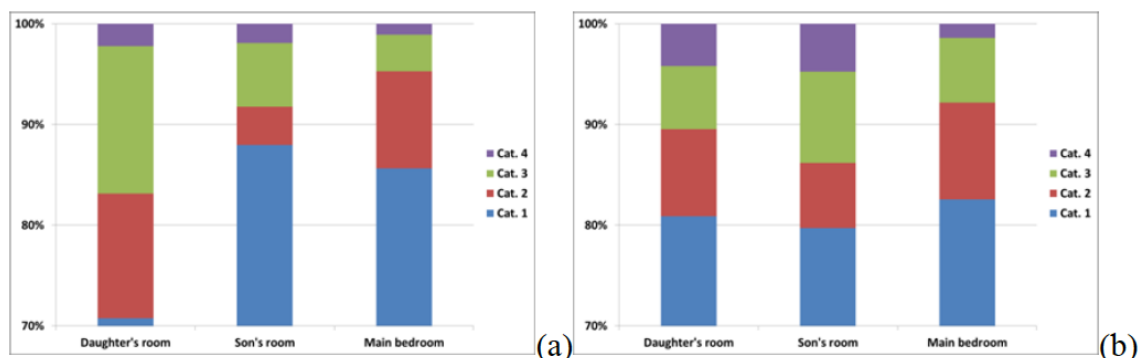 100%
90%
80%
70%
Daughter's room
Son's room
Main bedroom
Cat. 4
Cat. 3
Cat. 2
Cat. 1
(a)
100%
90%
80%
70%
Daughter's room
Son's room
Main bedroom
Cat. 4
Cat. 3
Cat. 2
Cat. 1
(b)